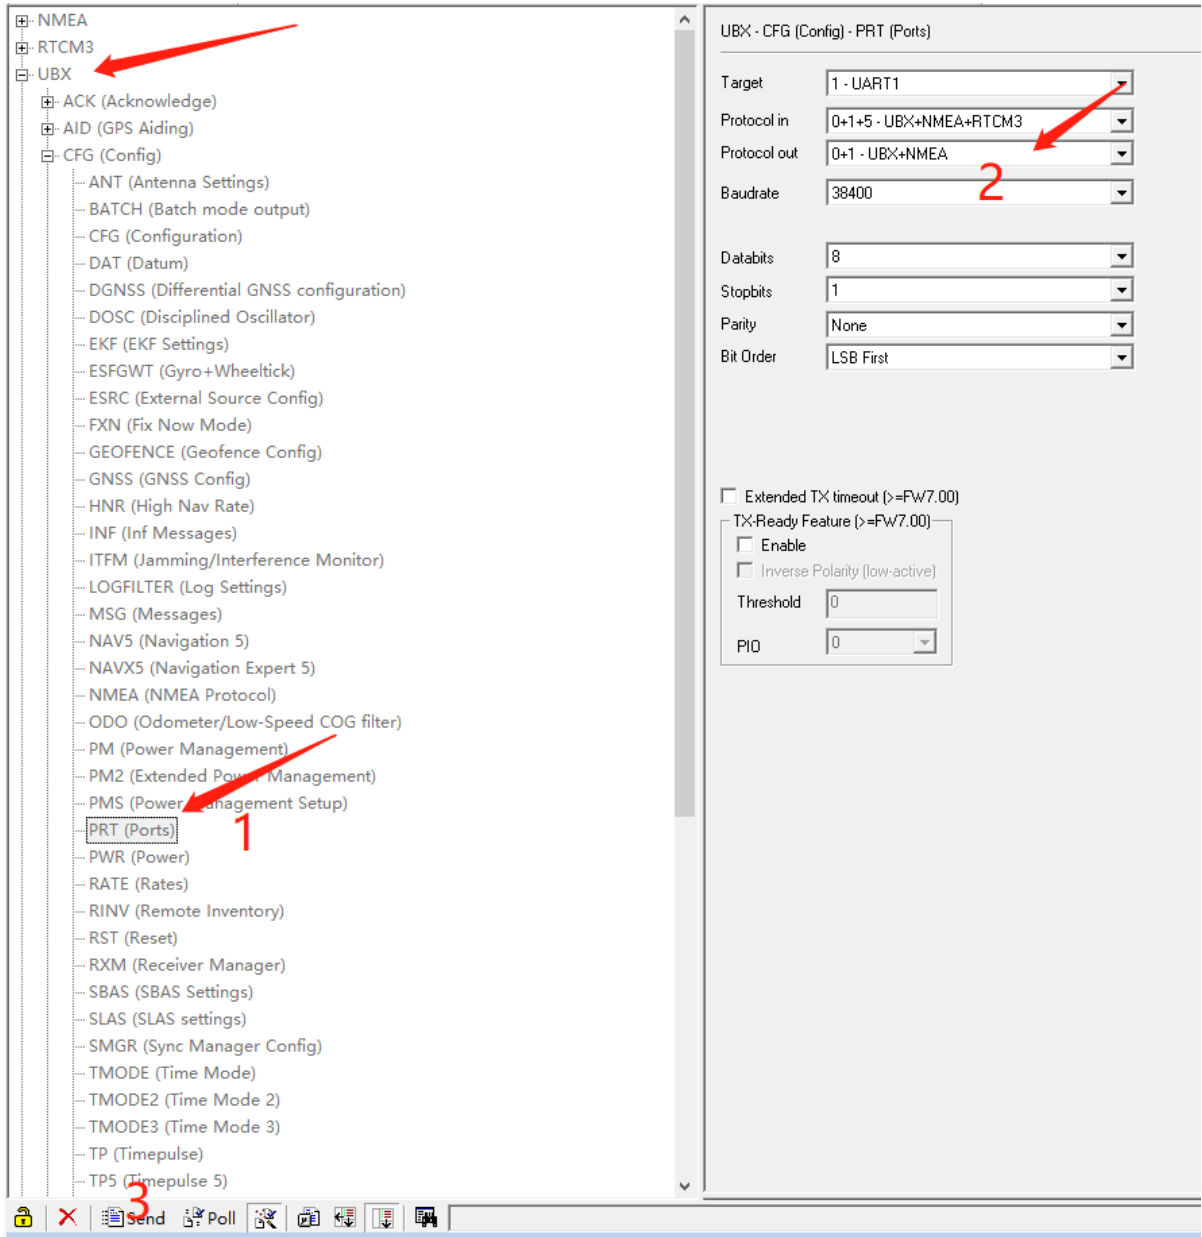 NMEA
RTCM3
UBX
ACK (Acknowledge)
AID (GPS Aiding)
CFG (Config)
ANT (Antenna Settings)
BATCH (Batch mode output)
CFG (Configuration)
DAT (Datum)
DGNSS (Differential GNSS configuration)
DOSC (Disciplined Oscillator)
EKF (EKF Settings)
ESFGWT (Gyro+Wheeltick)
ESRC (External Source Config)
FXN (Fix Now Mode)
GEOFENCE (Geofence Config)
GNSS (GNSS Config)
HNR (High Nav Rate)
INF (Inf Messages)
ITFM (Jamming/Interference Monitor)
LOGFILTER (Log Settings)
MSG (Messages)
NAV5 (Navigation 5)
NAVX5 (Navigation Expert 5)
NMEA (NMEA Protocol)
ODO (Odometer/Low-Speed COG filter)
PM (Power Management)
PM2 (Extended Power Management)
PMS (Power Management Setup)
PRT (Ports)
1
PWR (Power)
RATE (Rates)
RINV (Remote Inventory)
RST (Reset)
RXM (Receiver Manager)
SBAS (SBAS Settings)
SLAS (SLAS settings)
SMGR (Sync Manager Config)
TMODE (Time Mode)
TMODE2 (Time Mode 2)
TMODE3 (Time Mode 3)
TP (Timepulse)
TP5 (Timepulse 5)
UBX - CFG (Config) - PRT (Ports)
Target 1 - UART1
Protocol in 0+1+5 - UBX+NMEA+RTCM3
Protocol out 0+1 - UBX+NMEA
2
Baudrate 38400
Databits 8
Stopbits 1
Parity None
Bit Order LSB First
Extended TX timeout (>=FW7.00)
TX-Ready Feature (>=FW7.00)
Enable
Inverse Polarity (low-active)
Threshold 0
PIO 0
3
Send Poll